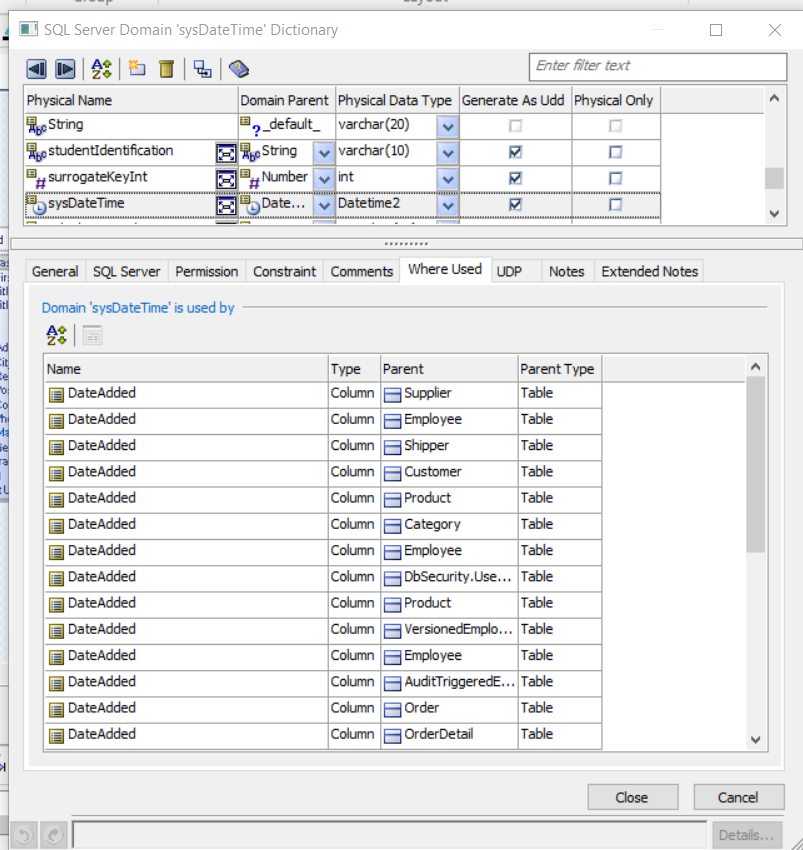 SQL Server Domain 'sysDateTime' Dictionary
Enter filter text
Physical Name Domain Parent Physical Data Type Generate As Udd Physical Only
String _default_ varchar(20)
studentIdentification String varchar(10)
surrogateKeyInt Number int
sysDateTime Date... Datetime2
General SQL Server Permission Constraint Comments Where Used UDP Notes Extended Notes
Domain 'sysDateTime' is used by
Name Type Parent Parent Type
DateAdded Column Supplier Table
DateAdded Column Employee Table
DateAdded Column Shipper Table
DateAdded Column Customer Table
DateAdded Column Product Table
DateAdded Column Category Table
DateAdded Column Employee Table
DateAdded Column DbSecurity.Use... Table
DateAdded Column Product Table
DateAdded Column VersionedEmplo... Table
DateAdded Column Employee Table
DateAdded Column AuditTriggeredE... Table
DateAdded Column Order Table
DateAdded Column OrderDetail Table
Close Cancel
Details...